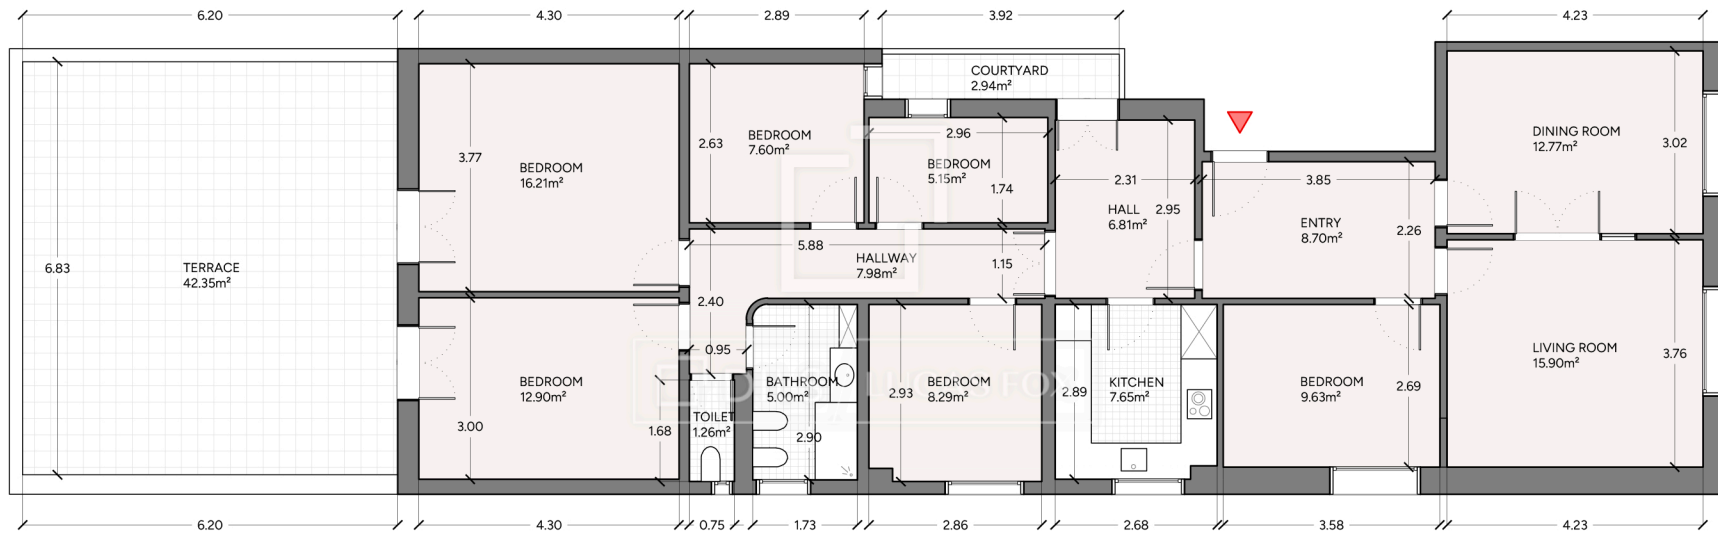 6.20
4.30
2.89
3.92
4.23
COURTYARD
2.94m²
BEDROOM
7.60m²
2.63
2.96
BEDROOM
5.15m²
1.74
DINING ROOM
12.77m²
3.02
3.77
BEDROOM
16.21m²
2.31
3.85
HALL
6.81m²
2.95
ENTRY
8.70m²
2.26
5.88
HALLWAY
7.98m²
1.15
6.83
TERRACE
42.35m²
2.40
0.95
LIVING ROOM
15.90m²
3.76
BEDROOM
12.90m²
3.00
BATHROOM
5.00m²
2.90
BEDROOM
8.29m²
2.93
KITCHEN
7.65m²
2.89
BEDROOM
9.63m²
2.69
TOILET
1.26m²
1.68
LUCAS FOX
6.20
4.30
0.75
1.73
2.86
2.68
3.58
4.23